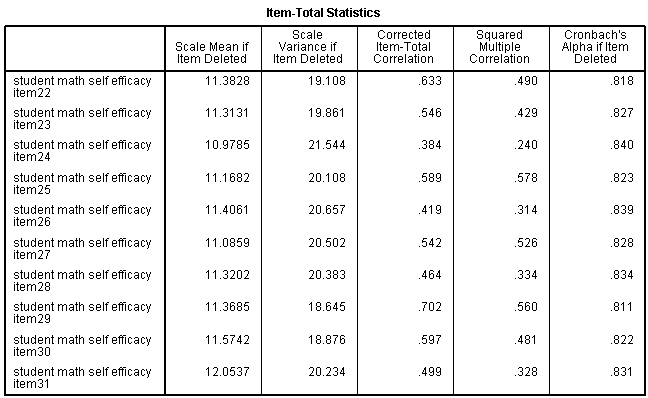 Item-Total Statistics
Scale Mean if Item Deleted	Scale Variance if Item Deleted	Corrected Item-Total Correlation	Squared Multiple Correlation	Cronbach's Alpha if Item Deleted
student math self efficacy item22	11.3828	19.108	.633	.490	.818
student math self efficacy item23	11.3131	19.861	.546	.429	.827
student math self efficacy item24	10.9785	21.544	.384	.240	.840
student math self efficacy item25	11.1682	20.108	.589	.578	.823
student math self efficacy item26	11.4061	20.657	.419	.314	.839
student math self efficacy item27	11.0859	20.502	.542	.526	.828
student math self efficacy item28	11.3202	20.383	.464	.334	.834
student math self efficacy item29	11.3685	18.645	.702	.560	.811
student math self efficacy item30	11.5742	18.876	.597	.481	.822
student math self efficacy item31	12.0537	20.234	.499	.328	.831